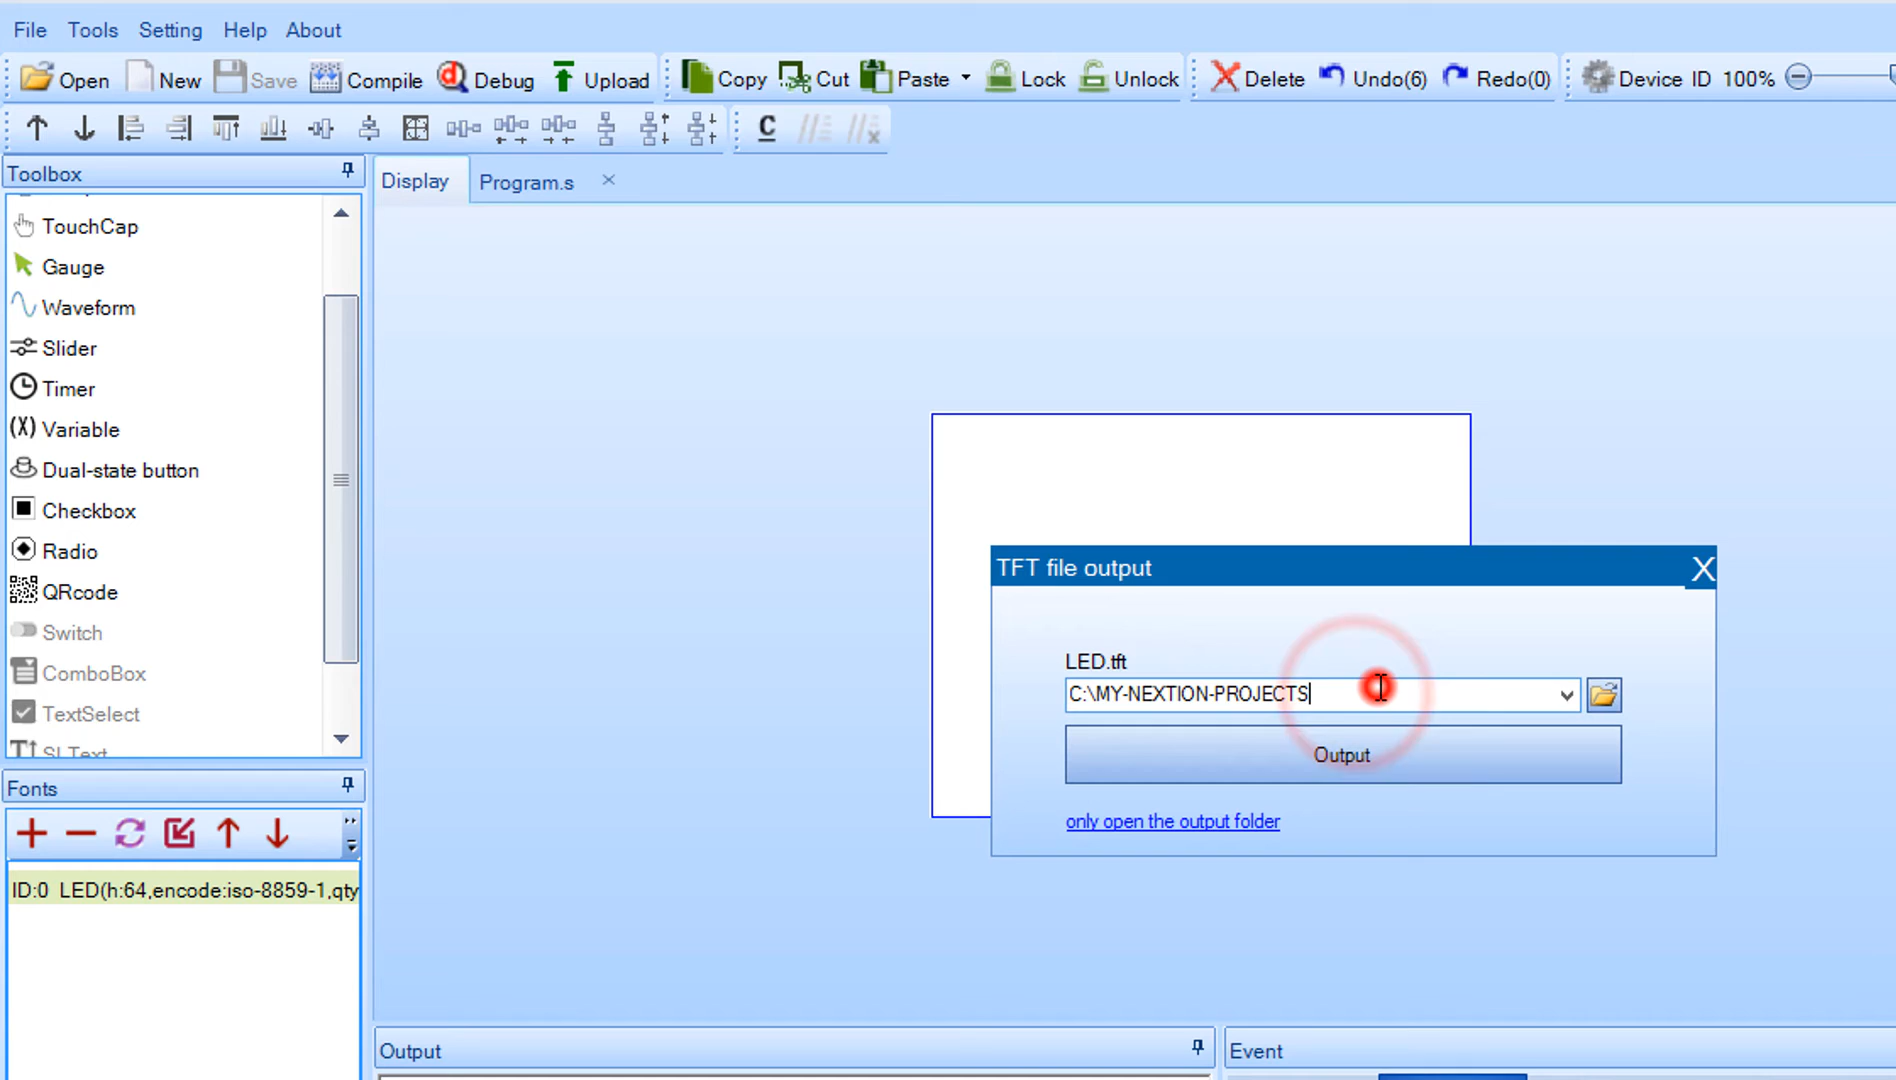 File Tools Setting Help About
Open New Save Compile Debug Upload Copy Cut Paste Lock Unlock Delete Undo(6) Redo(0) Device ID 100%
C
Toolbox
Display Program.s
TouchCap
Gauge
Waveform
Slider
Timer
(X) Variable
Dual-state button
Checkbox
Radio
QRcode
Switch
ComboBox
TextSelect
SLText
TFT file output X
LED.tft
C:\MY-NEXTION-PROJECTS
Output
only open the output folder
Fonts
ID:0 LED(h:64,encode:iso-8859-1,qty
Output
Event